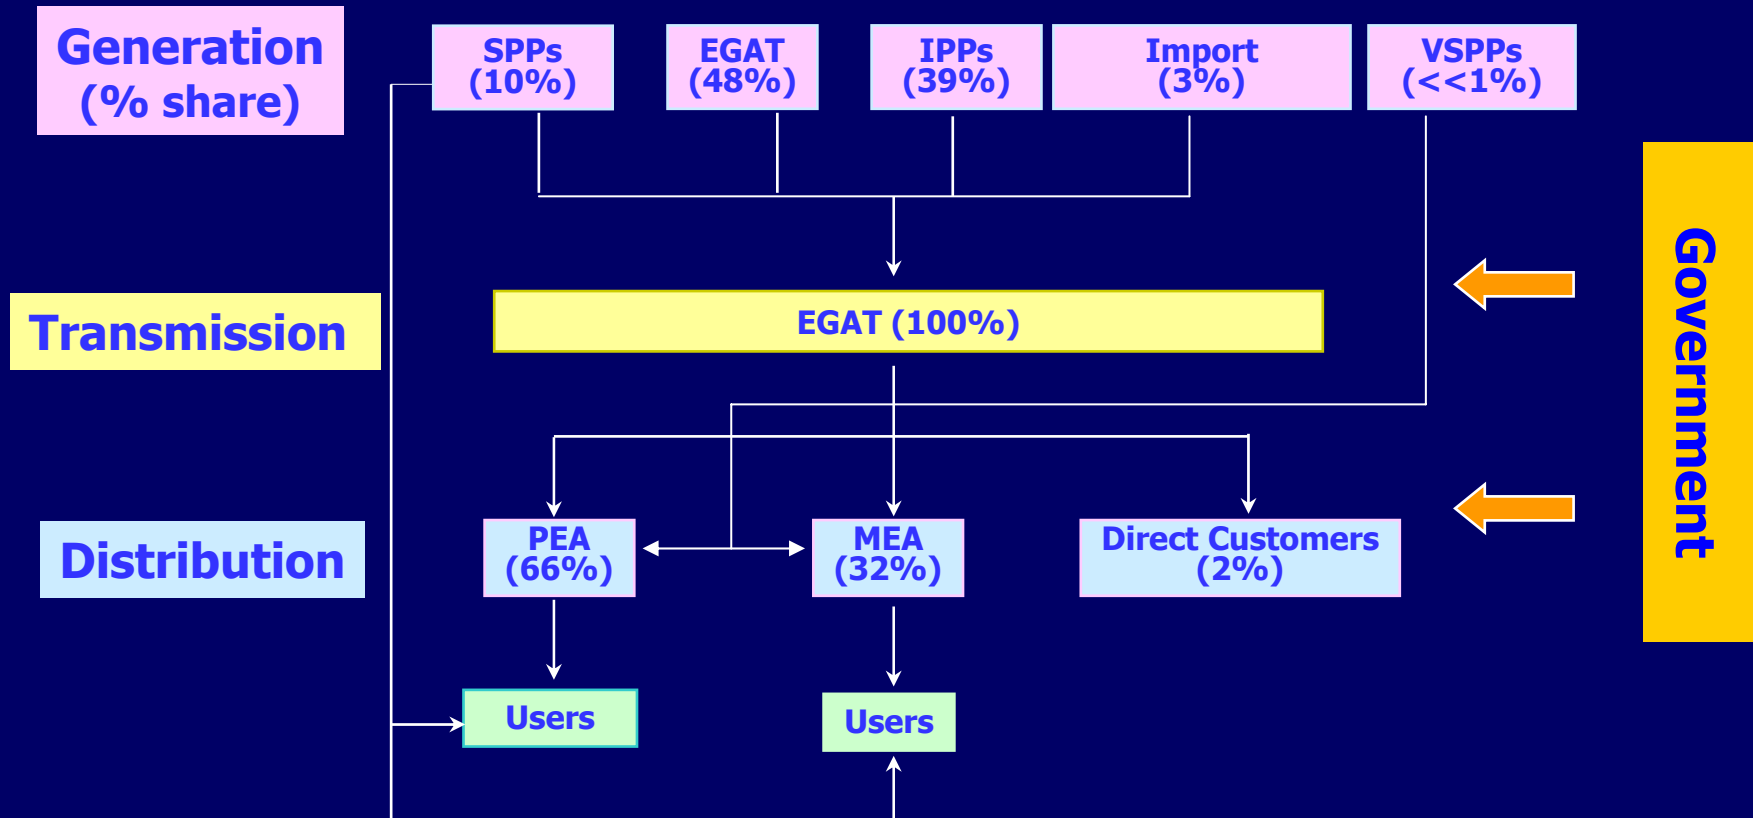 Generation
(% share)
SPPs
(10%)
EGAT
(48%)
IPPs
(39%)
Import
(3%)
VSPPs
(<<1%)
Government
Transmission
EGAT (100%)
Distribution
PEA
(66%)
MEA
(32%)
Direct Customers
(2%)
Users
Users